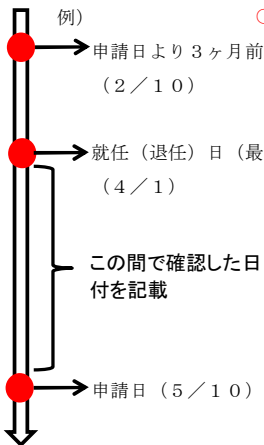 例）
申請日より３ヶ月前
（２／１０）
就任（退任）日（最
（４／１）
この間で確認した日
付を記載
申請日（５／１０）